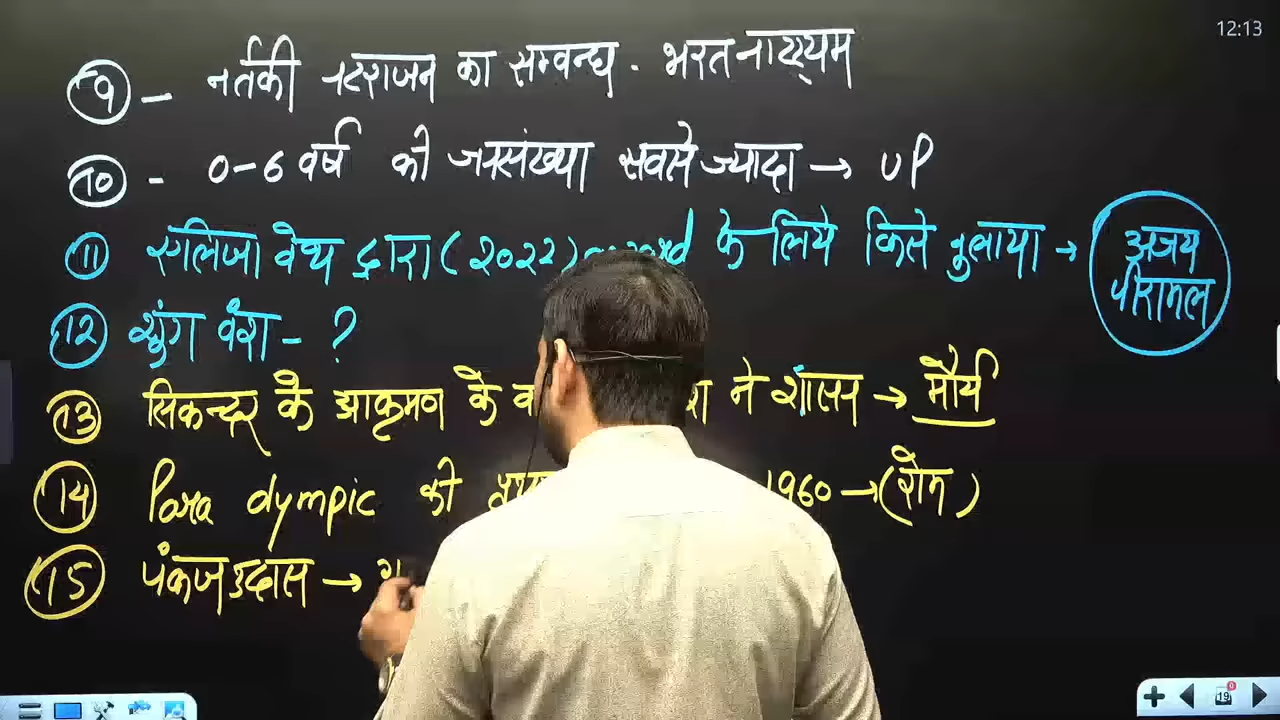 12:13
9 - नर्तकी नटराजन का सम्बन्ध - भरतनाट्यम
10 - 0-6 वर्ष की जनसंख्या सबसे ज्यादा → UP
11 एलिजा वेथ द्वारा (2022) के लिये किसे बुलाया → अजय पीरामल
12 शुंग वंश - ?
13 सिकन्दर के आक्रमण के ने शासन → मौर्य
14 Para olympic की 1960 → (रोम)
15 पंकज उदास →
19